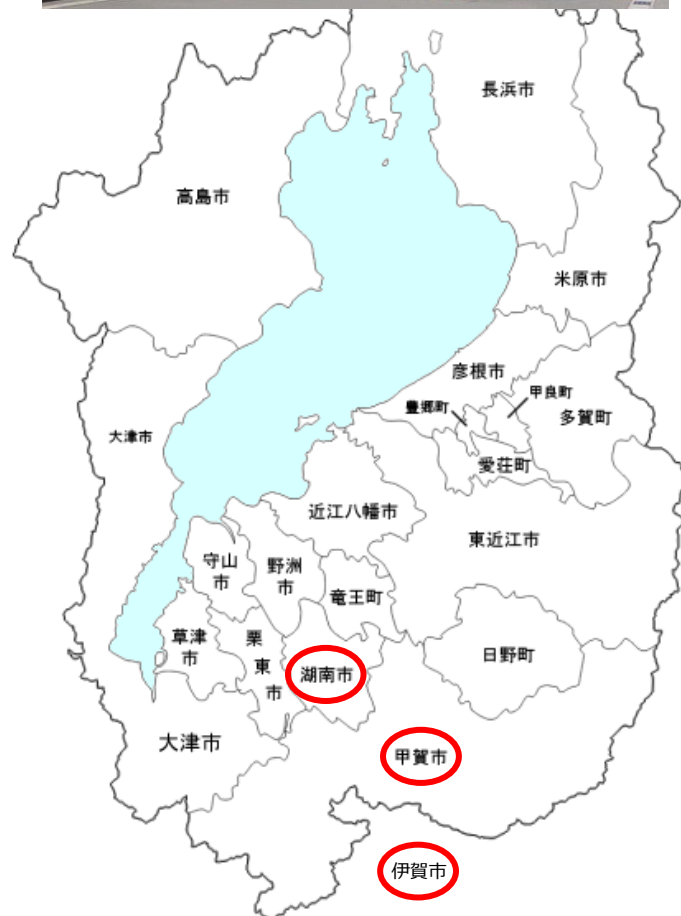 長浜市
高島市
米原市
彦根市
甲良町
豊郷町
多賀町
大津市
愛荘町
近江八幡市
東近江市
守山
市
野洲
市
竜王町
草津
市
栗
東
市
湖南市
日野町
大津市
甲賀市
伊賀市